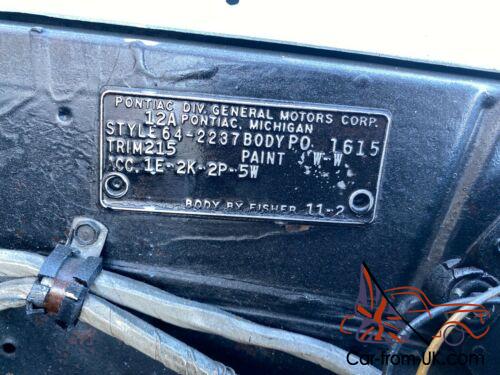 PONTIAC DIV. GENERAL MOTORS CORP.
12A PONTIAC, MICHIGAN
STYLE 64-2237 BODY PO 1615
TRIM 215 PAINT W-W
ACC. 1E-2K-2P-5W
BODY BY FISHER 11-2
Car-from-UK.com